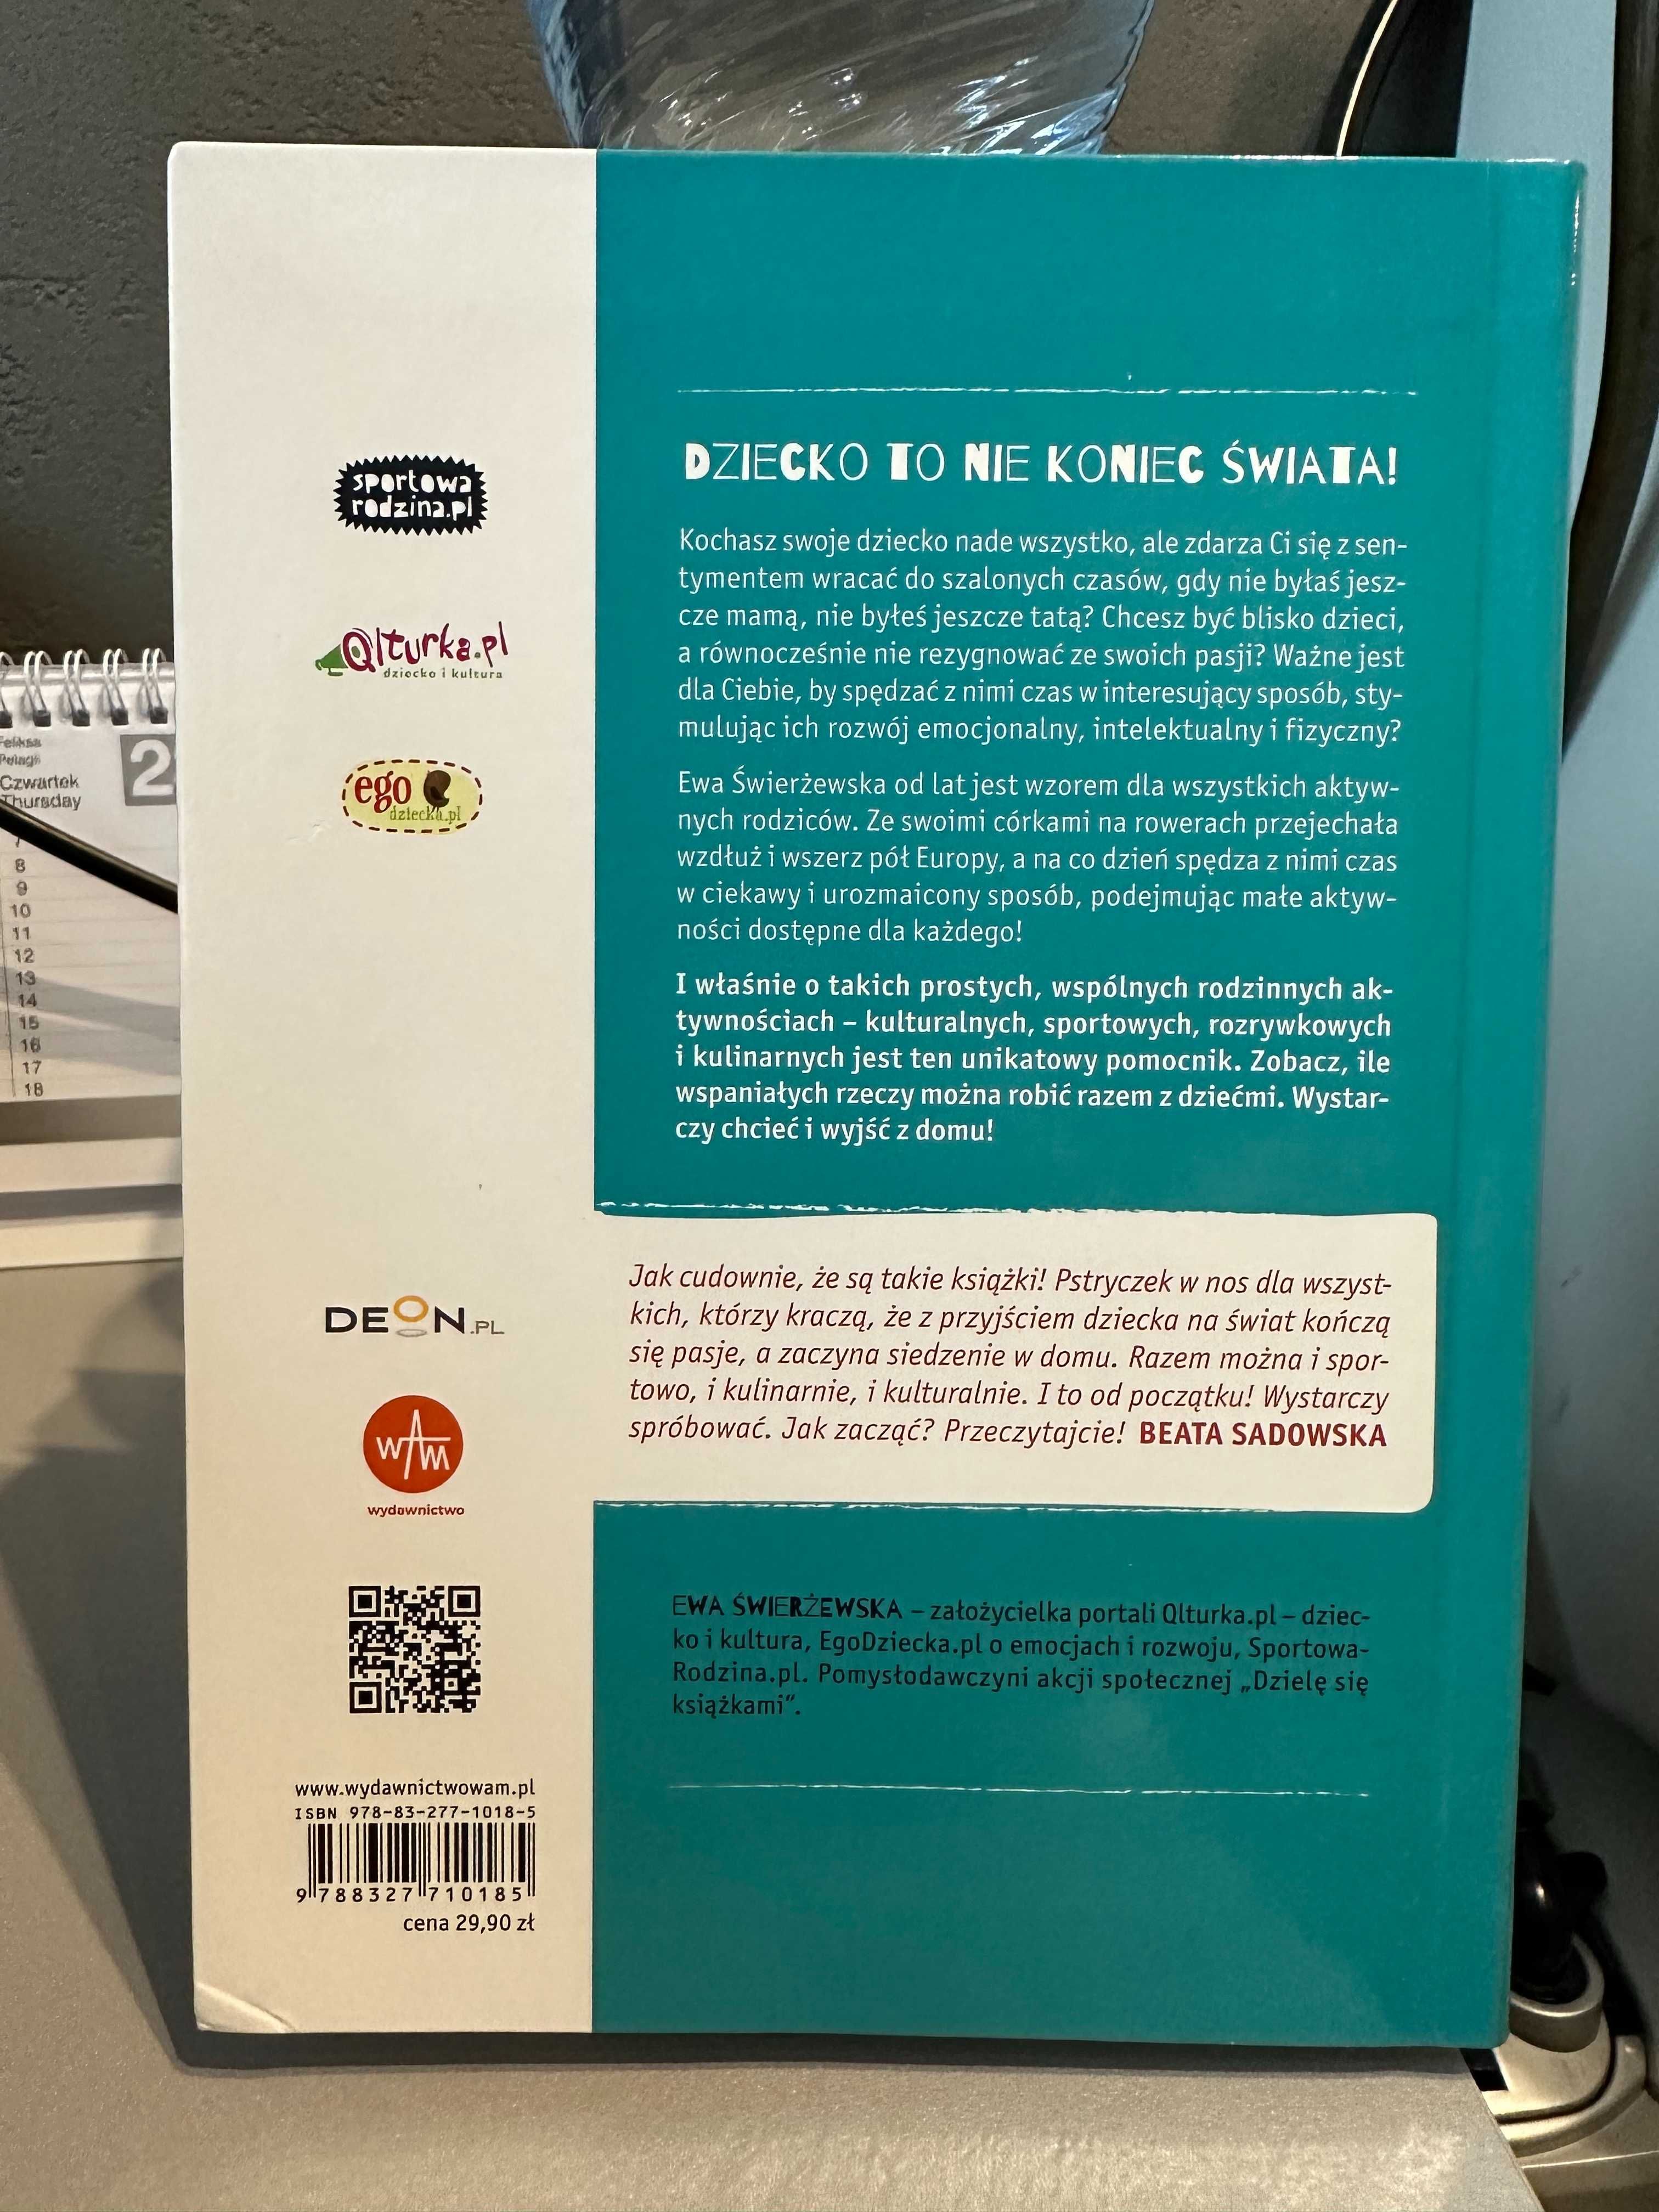 DZIECKO TO NIE KONIEC ŚWIATA!
Kochasz swoje dziecko nade wszystko, ale zdarza Ci się z sen-
tymentem wracać do szalonych czasów, gdy nie byłaś jesz-
cze mamą, nie byłeś jeszcze tatą? Chcesz być blisko dzieci,
a równocześnie nie rezygnować ze swoich pasji? Ważne jest
dla Ciebie, by spędzać z nimi czas w interesujący sposób, sty-
mulując ich rozwój emocjonalny, intelektualny i fizyczny?
Ewa Świerżewska od lat jest wzorem dla wszystkich aktyw-
nych rodziców. Ze swoimi córkami na rowerach przejechała
wzdłuż i wszerz pół Europy, a na co dzień spędza z nimi czas
w ciekawy i urozmaicony sposób, podejmując małe aktyw-
ności dostępne dla każdego!
I właśnie o takich prostych, wspólnych rodzinnych ak-
tywnościach – kulturalnych, sportowych, rozrywkowych
i kulinarnych jest ten unikatowy pomocnik. Zobacz, ile
wspaniałych rzeczy można robić razem z dziećmi. Wystar-
czy chcieć i wyjść z domu!
Jak cudownie, że są takie książki! Pstryczek w nos dla wszyst-
kich, którzy kraczą, że z przyjściem dziecka na świat kończą
się pasje, a zaczyna siedzenie w domu. Razem można i spor-
towo, i kulinarnie, i kulturalnie. I to od początku! Wystarczy
spróbować. Jak zacząć? Przeczytajcie! BEATA SADOWSKA
EWA ŚWIERŻEWSKA – założycielka portali Qlturka.pl – dziec-
ko i kultura, EgoDziecka.pl o emocjach i rozwoju, Sportowa-
Rodzina.pl. Pomysłodawczyni akcji społecznej „Dzielę się
książkami”.
sportowa
rodzina.pl
Qlturka.pl
dziecko i kultura
ego
dziecka.pl
DEON.PL
WAM
wydawnictwo
www.wydawnictwowam.pl
ISBN 978-83-277-1018-5
9 788327 710185
cena 29,90 zł
Feliksa
Pelagii
Czwartek
Thursday
2
7
8
9
10
11
12
13
14
15
16
17
18